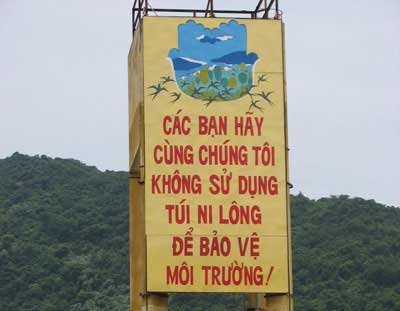 CÁC BẠN HÃY
CÙNG CHÚNG TÔI
KHÔNG SỬ DỤNG
TÚI NI LÔNG
ĐỂ BẢO VỆ
MÔI TRƯỜNG!